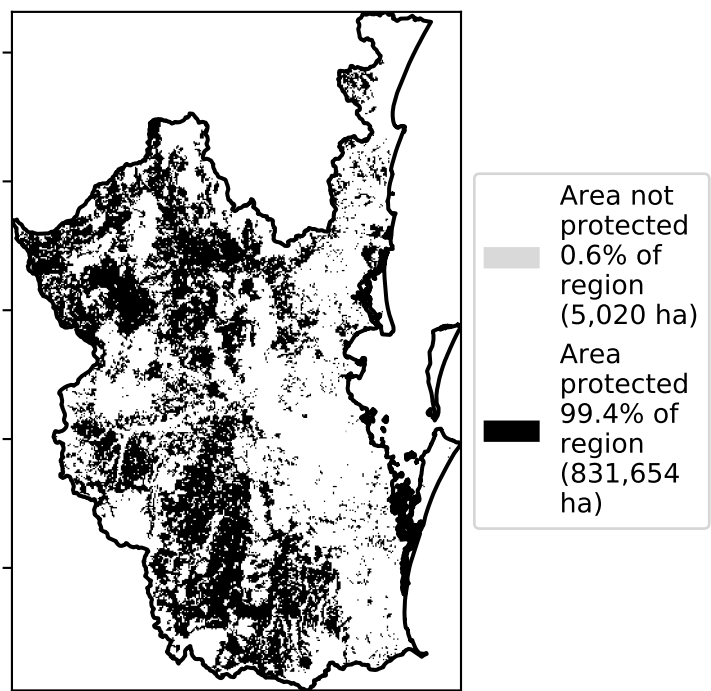 Area not
protected
0.6% of
region
(5,020 ha)
Area
protected
99.4% of
region
(831,654
ha)